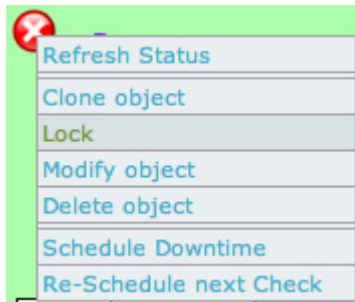 Refresh Status
Clone object
Lock
Modify object
Delete object
Schedule Downtime
Re-Schedule next Check